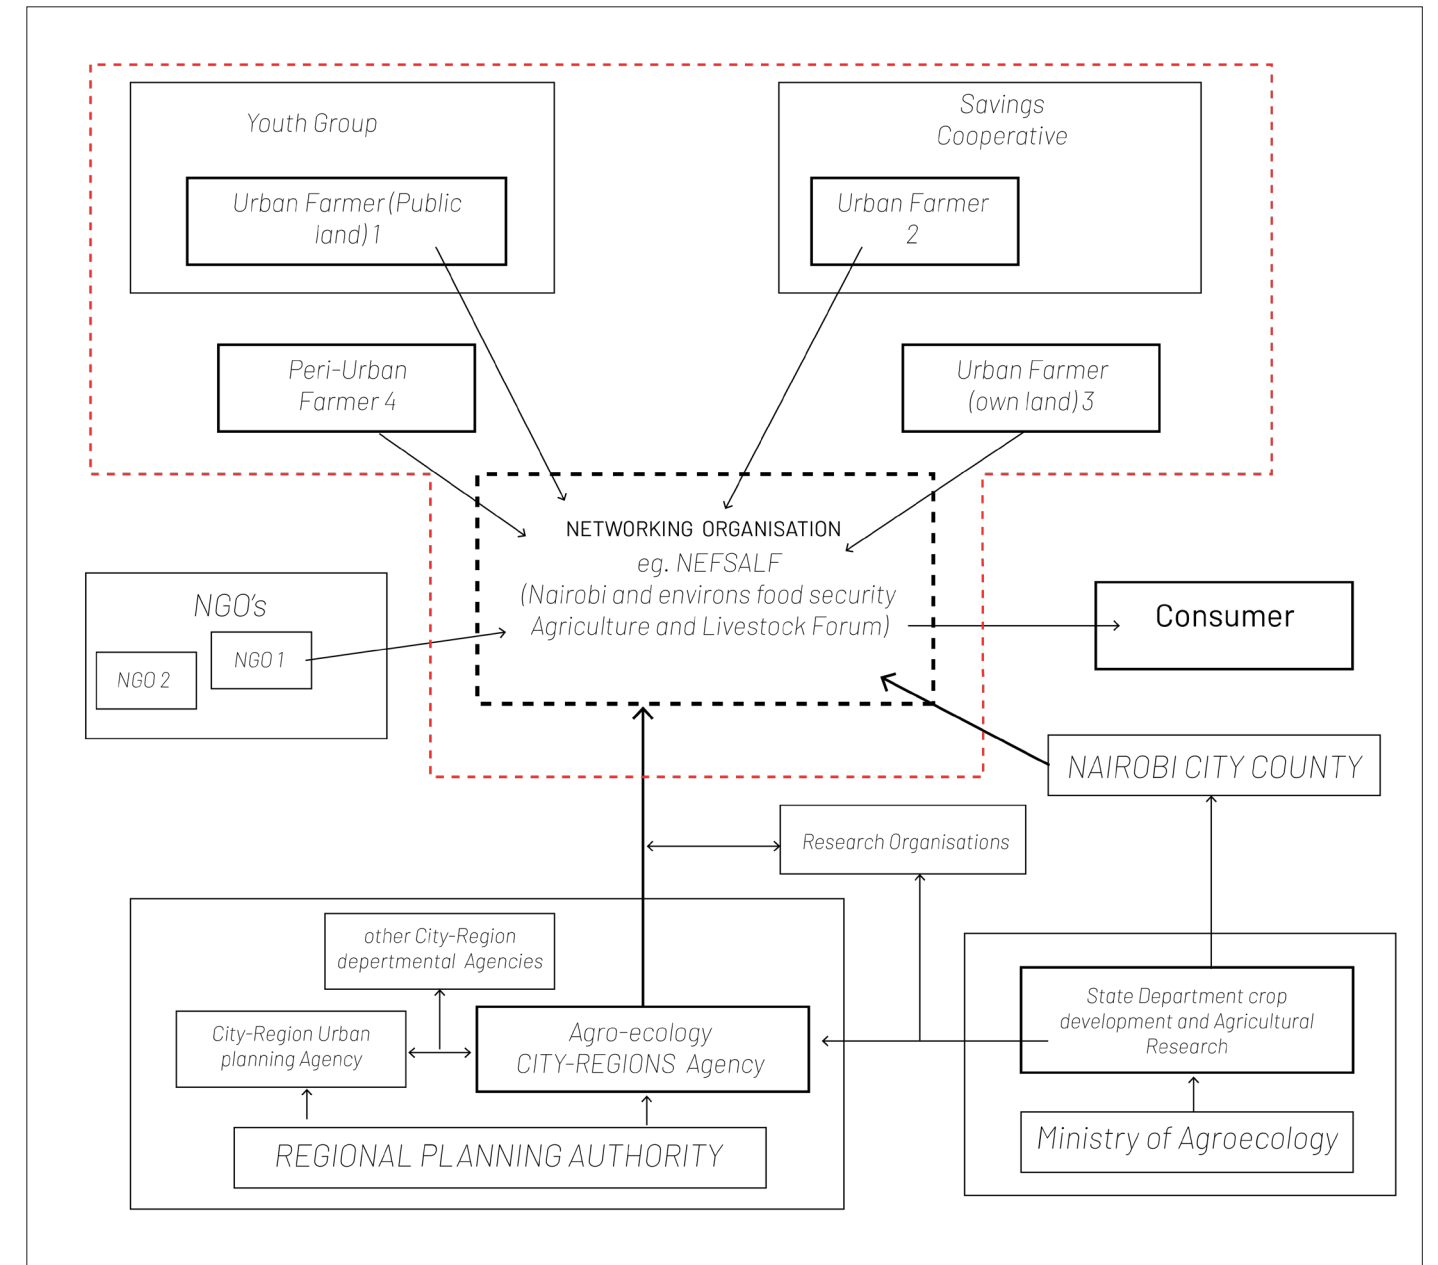 Youth Group
Savings
Cooperative
Urban Farmer (Public
land) 1
Urban Farmer
2
Peri-Urban
Farmer 4
Urban Farmer
(own land) 3
NETWORKING ORGANISATION
eg. NEFSALF
(Nairobi and environs food security
Agriculture and Livestock Forum)
NGO's
NGO 1
NGO 2
Consumer
NAIROBI CITY COUNTY
Research Organisations
other City-Region
depertmental Agencies
City-Region Urban
planning Agency
Agro-ecology
CITY-REGIONS Agency
REGIONAL PLANNING AUTHORITY
State Department crop
development and Agricultural
Research
Ministry of Agroecology